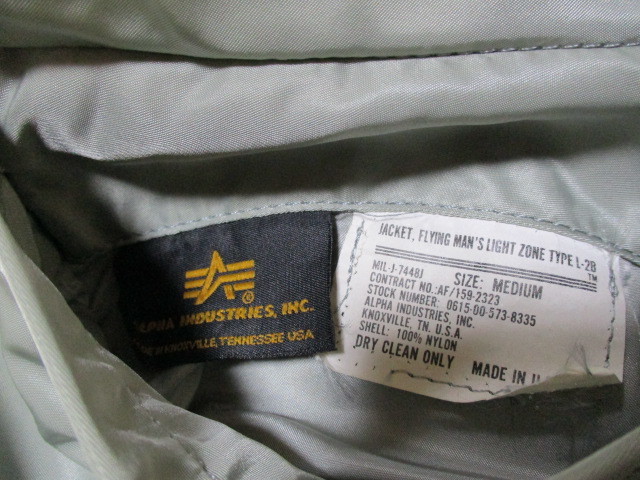 ®
ALPHA INDUSTRIES, INC.
KNOXVILLE, TENNESSEE USA
JACKET, FLYING MAN'S LIGHT ZONE TYPE L-2B
TM
MIL-J-7448J SIZE: MEDIUM
CONTRACT NO: AF/159-2323
STOCK NUMBER: 0615-00-573-8335
ALPHA INDUSTRIES, INC.
KNOXVILLE, TN. U.S.A.
SHELL: 100% NYLON
DRY CLEAN ONLY MADE IN